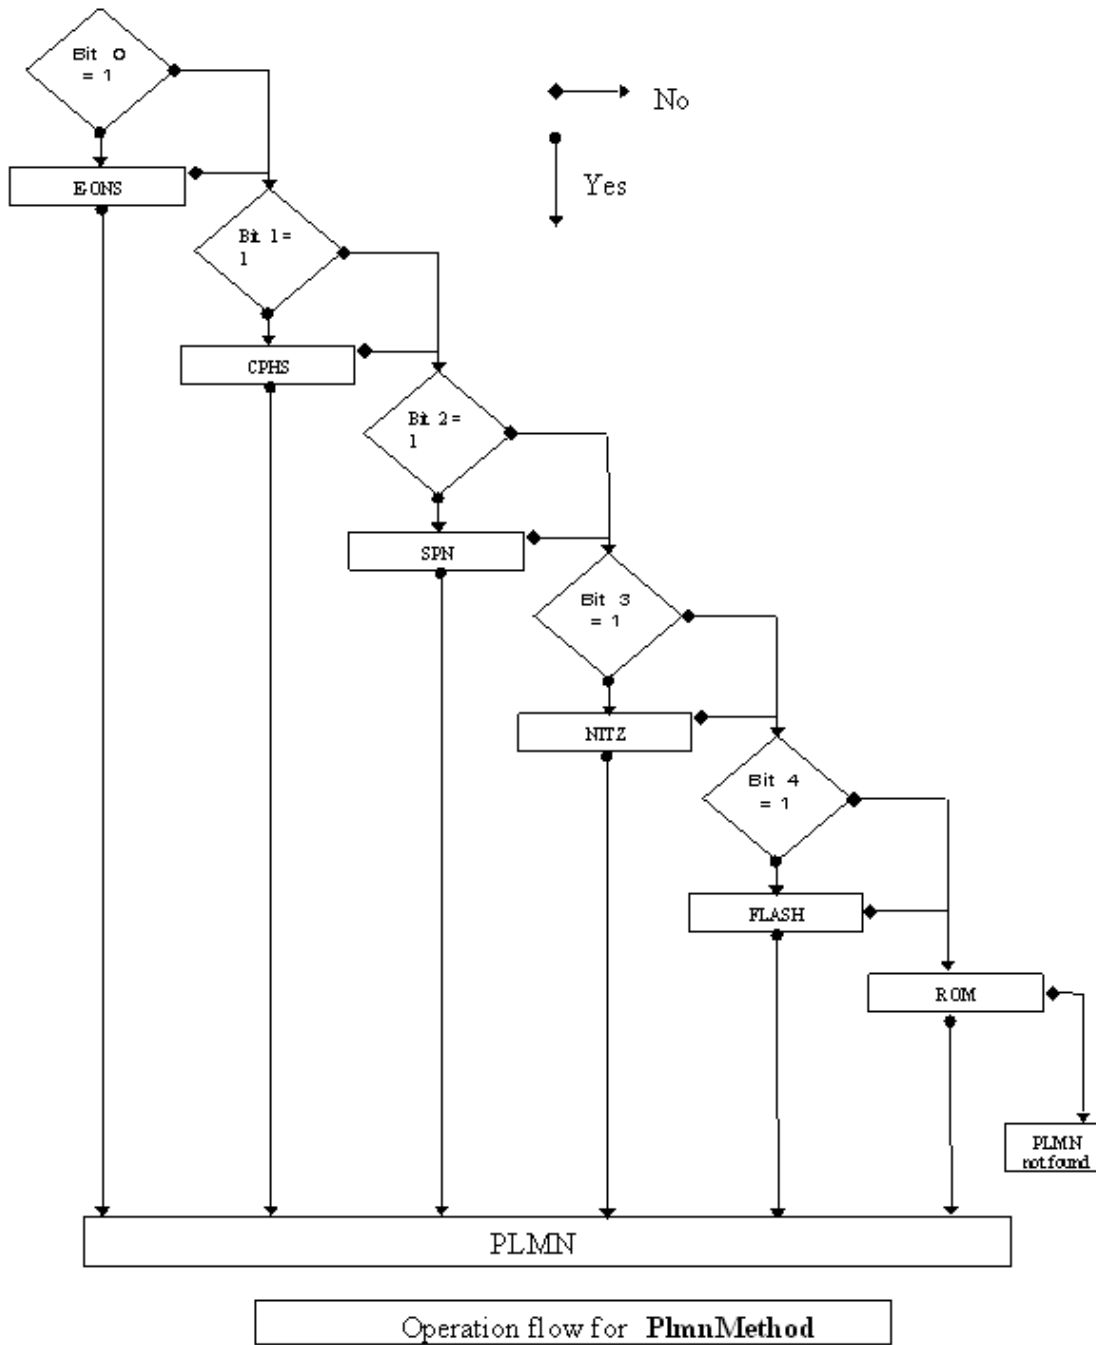 Bit 0
= 1
No
Yes
EONS
Bit 1 =
1
CPHS
Bit 2 =
1
SPN
Bit 3
= 1
NITZ
Bit 4
= 1
FLASH
ROM
PLMN
not found
PLMN
Operation flow for PlmnMethod